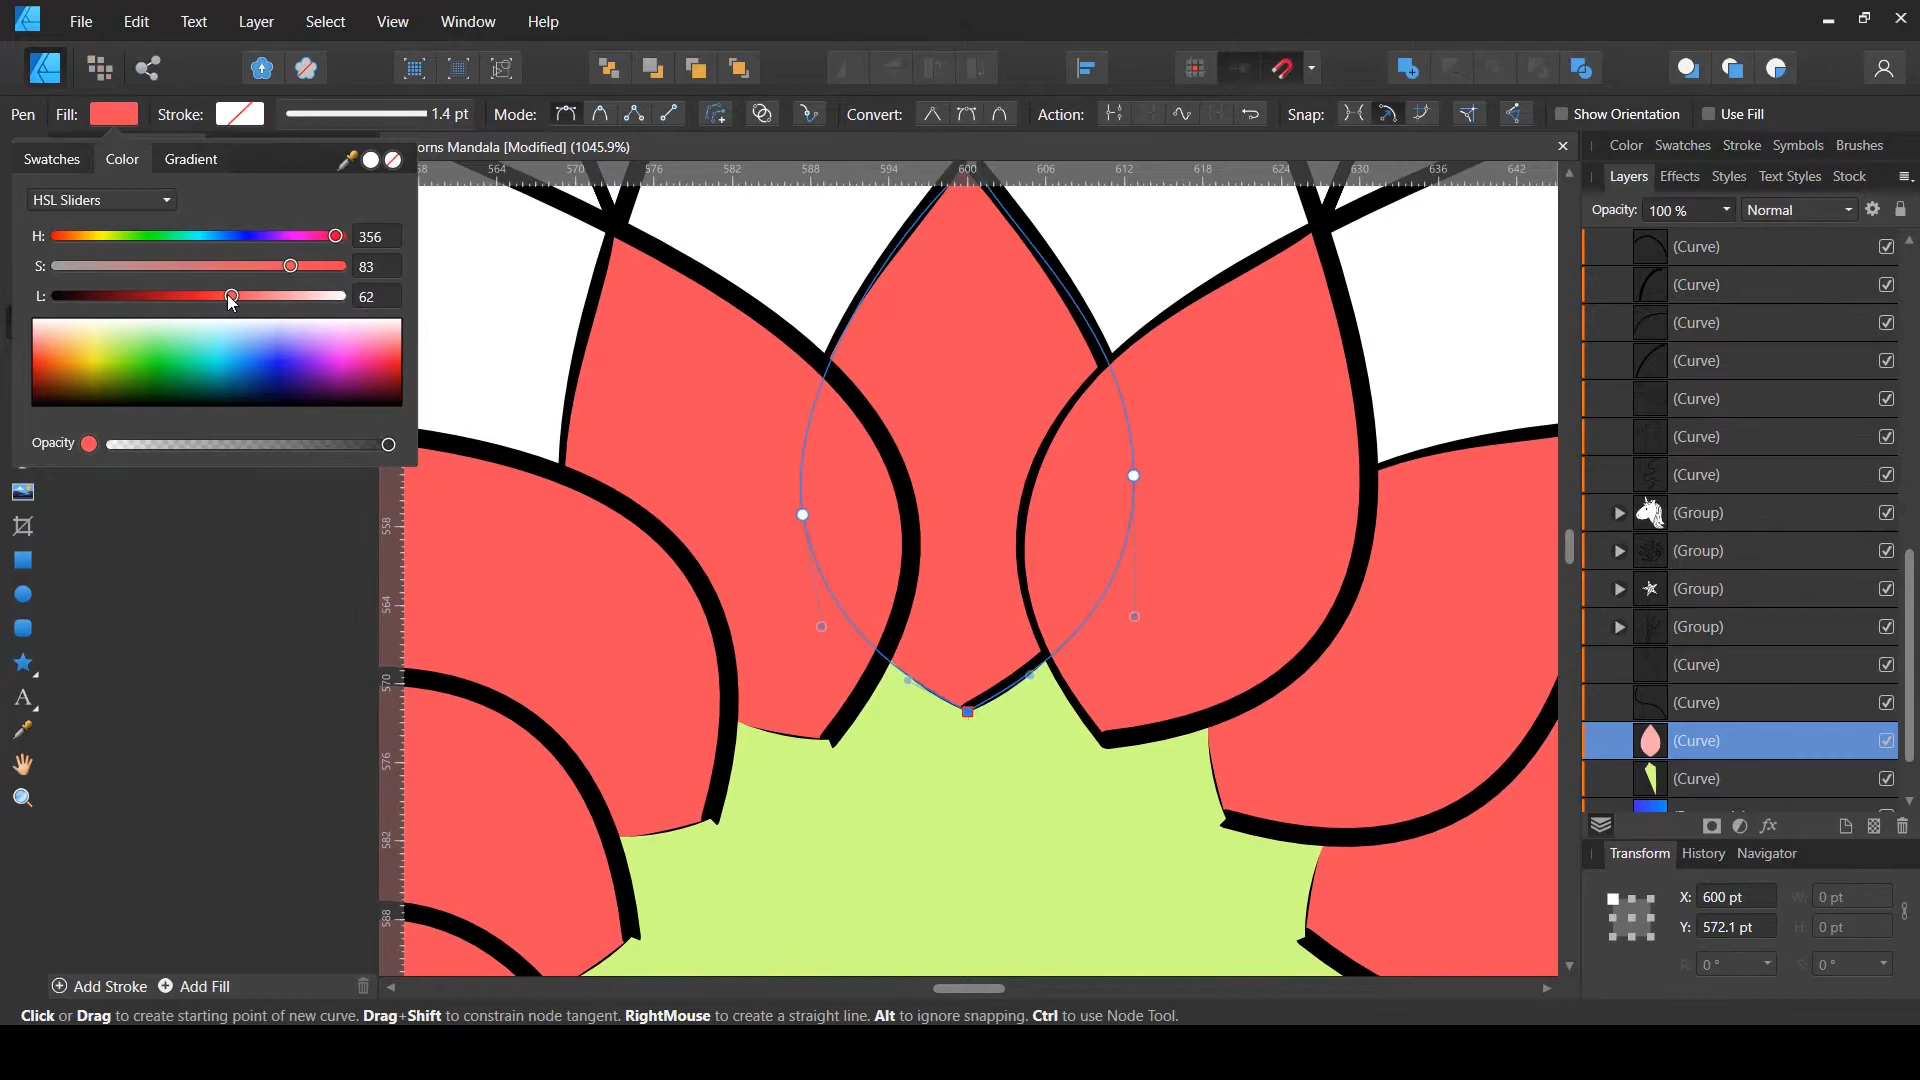 File Edit Text Layer Select View Window Help
Pen Fill: Stroke: 1.4 pt Mode: Convert: Action: Snap: Show Orientation Use Fill
Swatches Color Gradient
orns Mandala [Modified] (1045.9%)
Color Swatches Stroke Symbols Brushes
564 570 576 582 588 594 600 606 612 618 624 630 636 642
Layers Effects Styles Text Styles Stock
HSL Sliders
Opacity: 100 % Normal
H: 356
S: 83
L: 62
Opacity
(Curve)
(Curve)
(Curve)
(Curve)
(Curve)
(Curve)
(Curve)
(Group)
(Group)
(Group)
(Group)
(Curve)
(Curve)
(Curve)
(Curve)
558
564
570
576
582
588
A
fx
Transform History Navigator
X: 600 pt W: 0 pt
Y: 572.1 pt H: 0 pt
R: 0 ° S: 0 °
Add Stroke Add Fill
Click or Drag to create starting point of new curve. Drag+Shift to constrain node tangent. RightMouse to create a straight line. Alt to ignore snapping. Ctrl to use Node Tool.